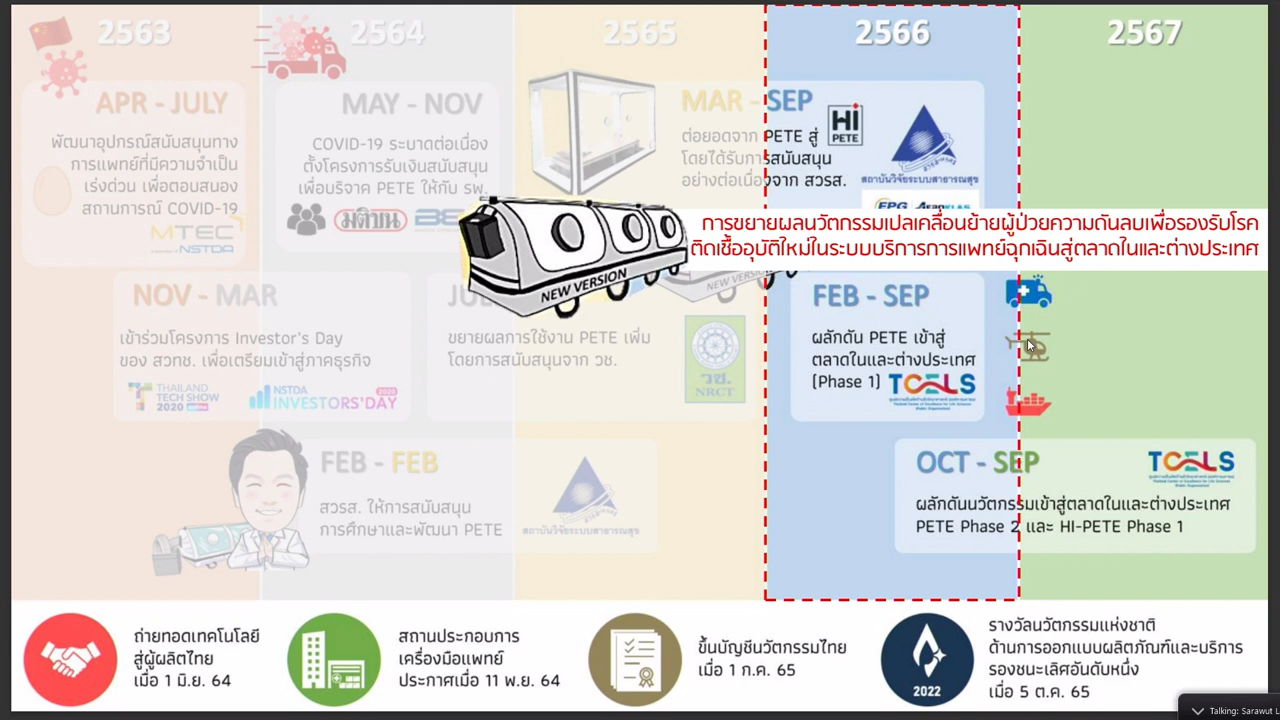 2563
2564
2565
2566
2567
APR - JULY
พัฒนาอุปกรณ์สนับสนุนทาง
การแพทย์ที่มีความจำเป็น
เร่งด่วน เพื่อตอบสนอง
สถานการณ์ COVID-19
MTEC
NSTDA
MAY - NOV
COVID-19 ระบาดต่อเนื่อง
ตั้งโครงการรับเงินสนับสนุน
เพื่อบริจาค PETE ให้กับ รพ.
มติชน
MAR - SEP
ต่อยอดจาก PETE สู่
โดยได้รับการสนับสนุน
อย่างต่อเนื่องจาก สวรส.
Hi
PETE
สถาบันวิจัยระบบสาธารณสุข
EPG AEROKLAS
การขยายผลนวัตกรรมเปลเคลื่อนย้ายผู้ป่วยความดันลบเพื่อรองรับโรค
ติดเชื้ออุบัติใหม่ในระบบบริการการแพทย์ฉุกเฉินสู่ตลาดในและต่างประเทศ
NEW VERSION
NOV - MAR
เข้าร่วมโครงการ Investor's Day
ของ สวทช. เพื่อเตรียมเข้าสู่ภาคธุรกิจ
THAILAND
TECH SHOW
2020
NSTDA
INVESTORS'DAY
2020
ขยายผลการใช้งาน PETE เพิ่ม
โดยการสนับสนุนจาก วช.
วช.
NRCT
FEB - SEP
ผลักดัน PETE เข้าสู่
ตลาดในและต่างประเทศ
(Phase 1)
TCELS
FEB - FEB
สวรส. ให้การสนับสนุน
การศึกษาและพัฒนา PETE
สถาบันวิจัยระบบสาธารณสุข
OCT - SEP
TCELS
ผลักดันนวัตกรรมเข้าสู่ตลาดในและต่างประเทศ
PETE Phase 2 และ HI-PETE Phase 1
ถ่ายทอดเทคโนโลยี
สู่ผู้ผลิตไทย
เมื่อ 1 มิ.ย. 64
สถานประกอบการ
เครื่องมือแพทย์
ประกาศเมื่อ 11 พ.ย. 64
ขึ้นบัญชีนวัตกรรมไทย
เมื่อ 1 ก.ค. 65
2022
รางวัลนวัตกรรมแห่งชาติ
ด้านการออกแบบผลิตภัณฑ์และบริการ
รองชนะเลิศอันดับหนึ่ง
เมื่อ 5 ต.ค. 65
Talking: Sarawut L